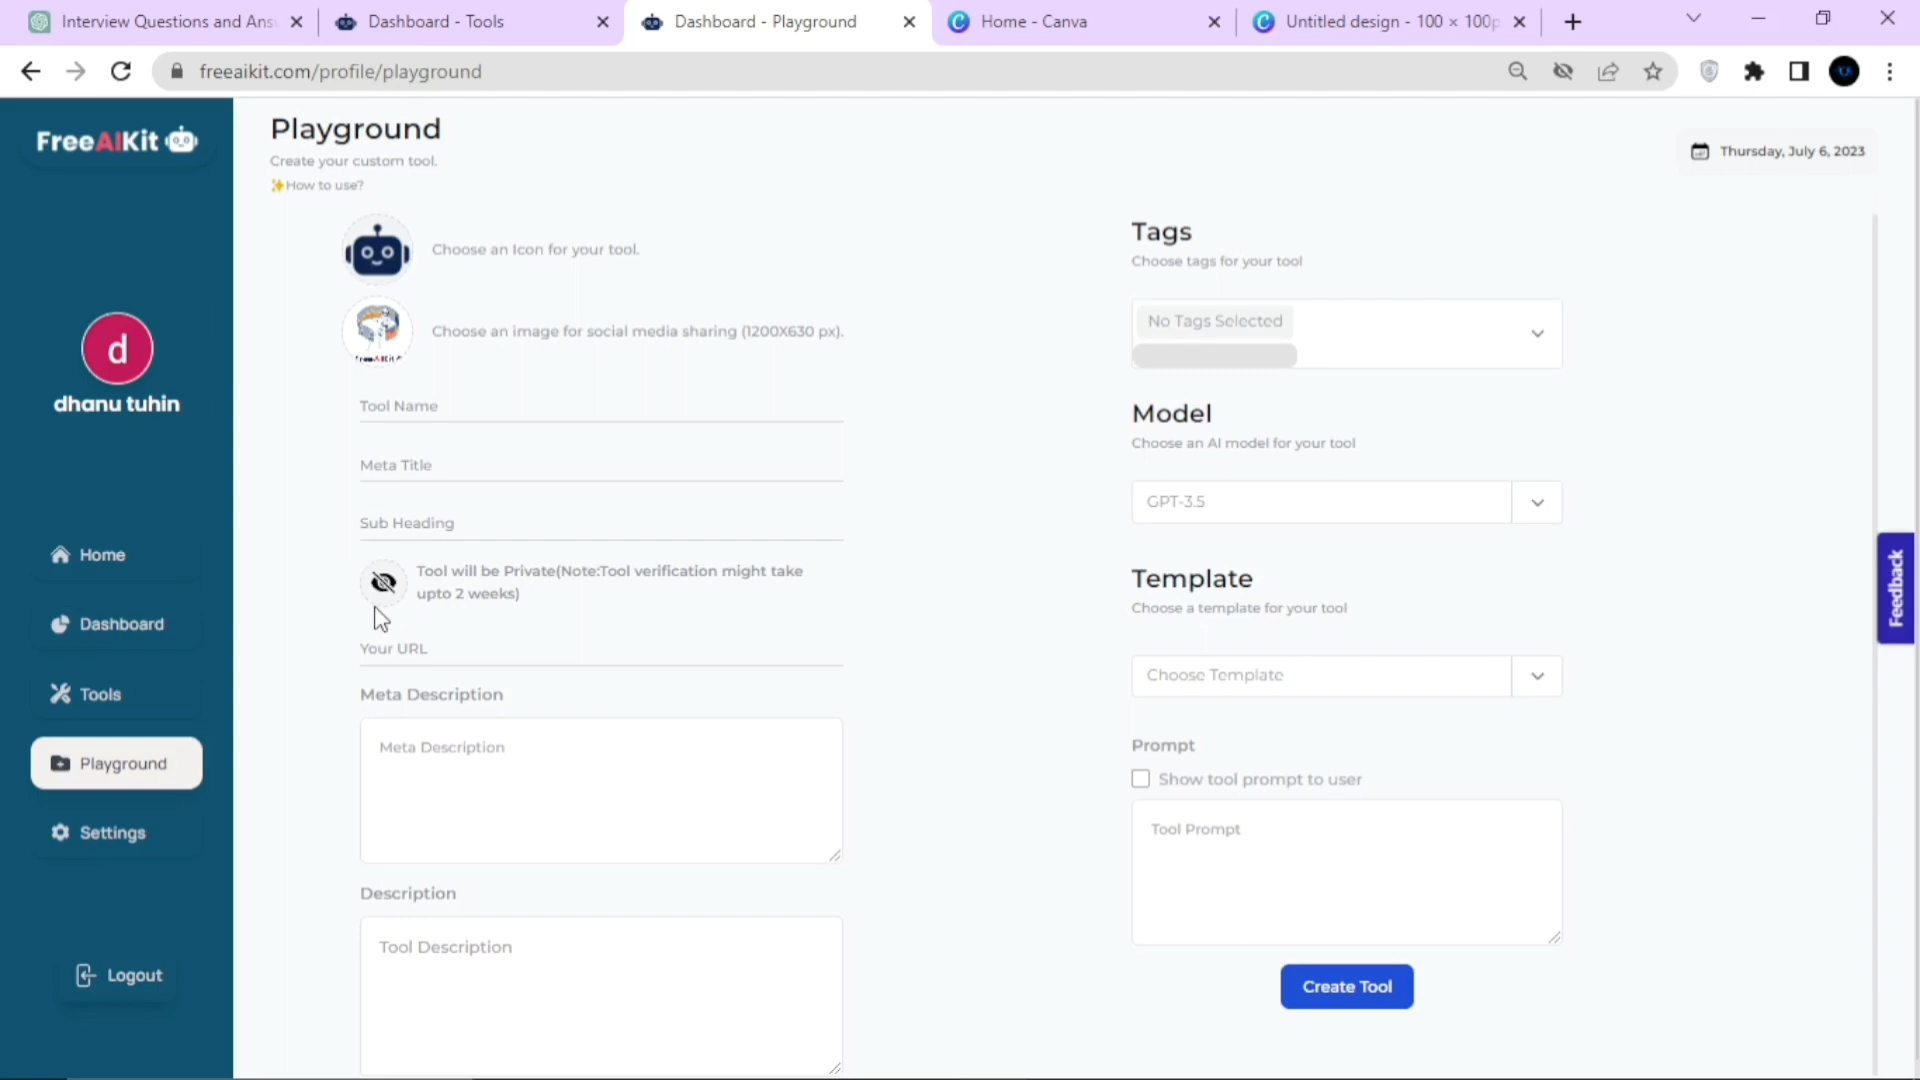 Interview Questions and Ans
Dashboard - Tools
Dashboard - Playground
Home - Canva
Untitled design - 100 × 100p
freeaikit.com/profile/playground
FreeAIKit
Playground
Create your custom tool.
✨How to use?
Thursday, July 6, 2023
d
dhanu tuhin
Home
Dashboard
Tools
Playground
Settings
Logout
Choose an Icon for your tool.
Choose an image for social media sharing (1200X630 px).
Tool Name
Meta Title
Sub Heading
Tool will be Private(Note:Tool verification might take
upto 2 weeks)
Your URL
Meta Description
Meta Description
Description
Tool Description
Tags
Choose tags for your tool
No Tags Selected
Model
Choose an AI model for your tool
GPT-3.5
Template
Choose a template for your tool
Choose Template
Prompt
Show tool prompt to user
Tool Prompt
Create Tool
Feedback